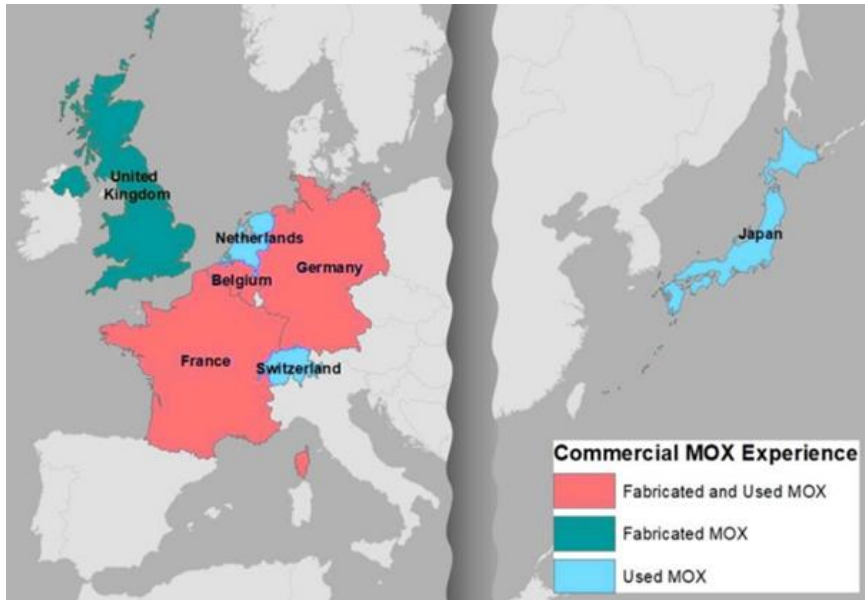 United
Kingdom
Netherlands
Belgium
Germany
France
Switzerland
Japan
Commercial MOX Experience
Fabricated and Used MOX
Fabricated MOX
Used MOX